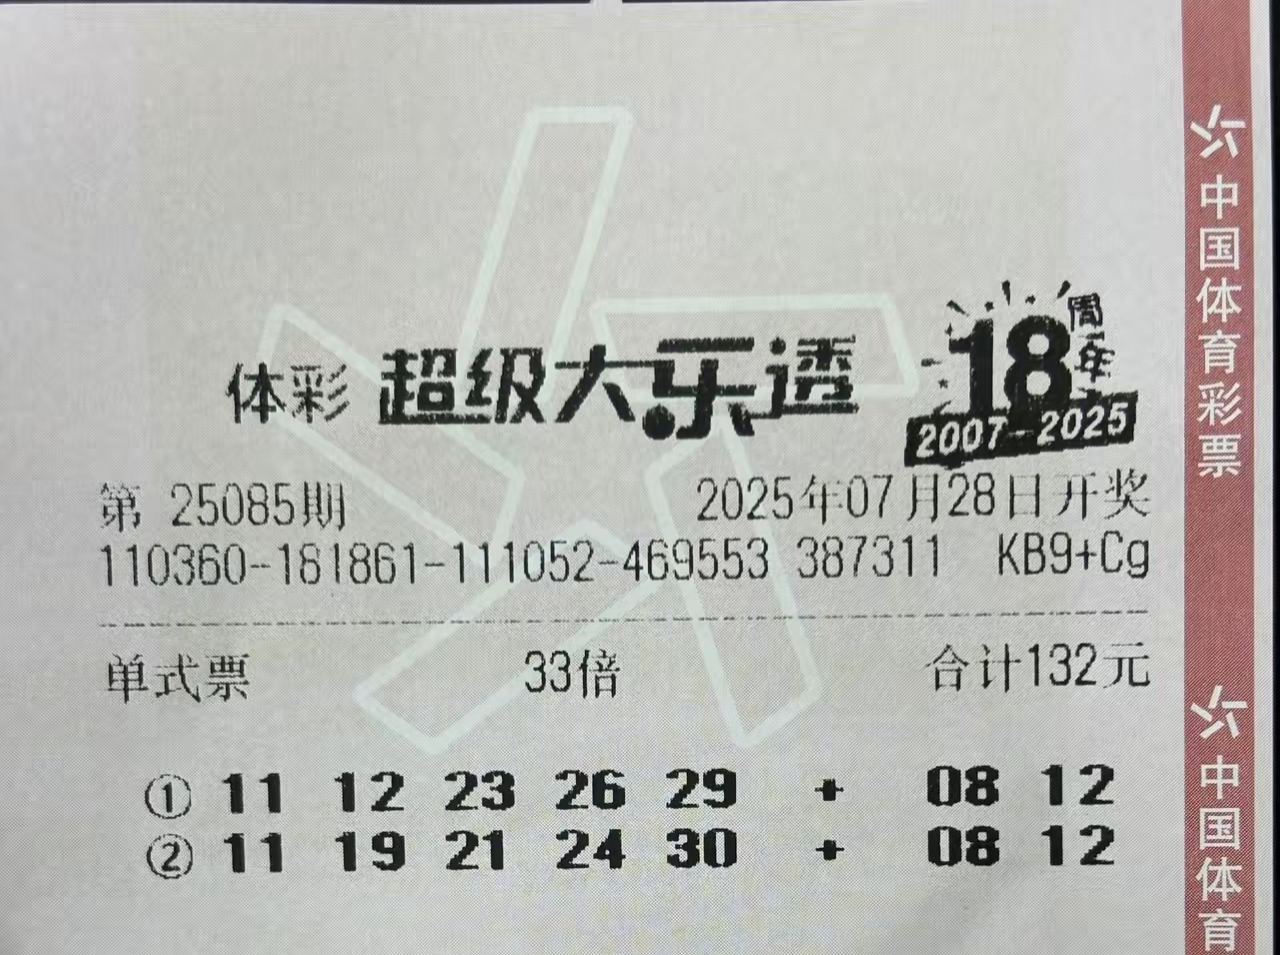 体彩 超级大乐透 18周年
2007-2025
第 25085期 2025年07月28日开奖
110360-181861-111052-469553 387311 KB9+Cg
单式票 33倍 合计132元
① 11 12 23 26 29 + 08 12
② 11 19 21 24 30 + 08 12
中国体育彩票
中国体育